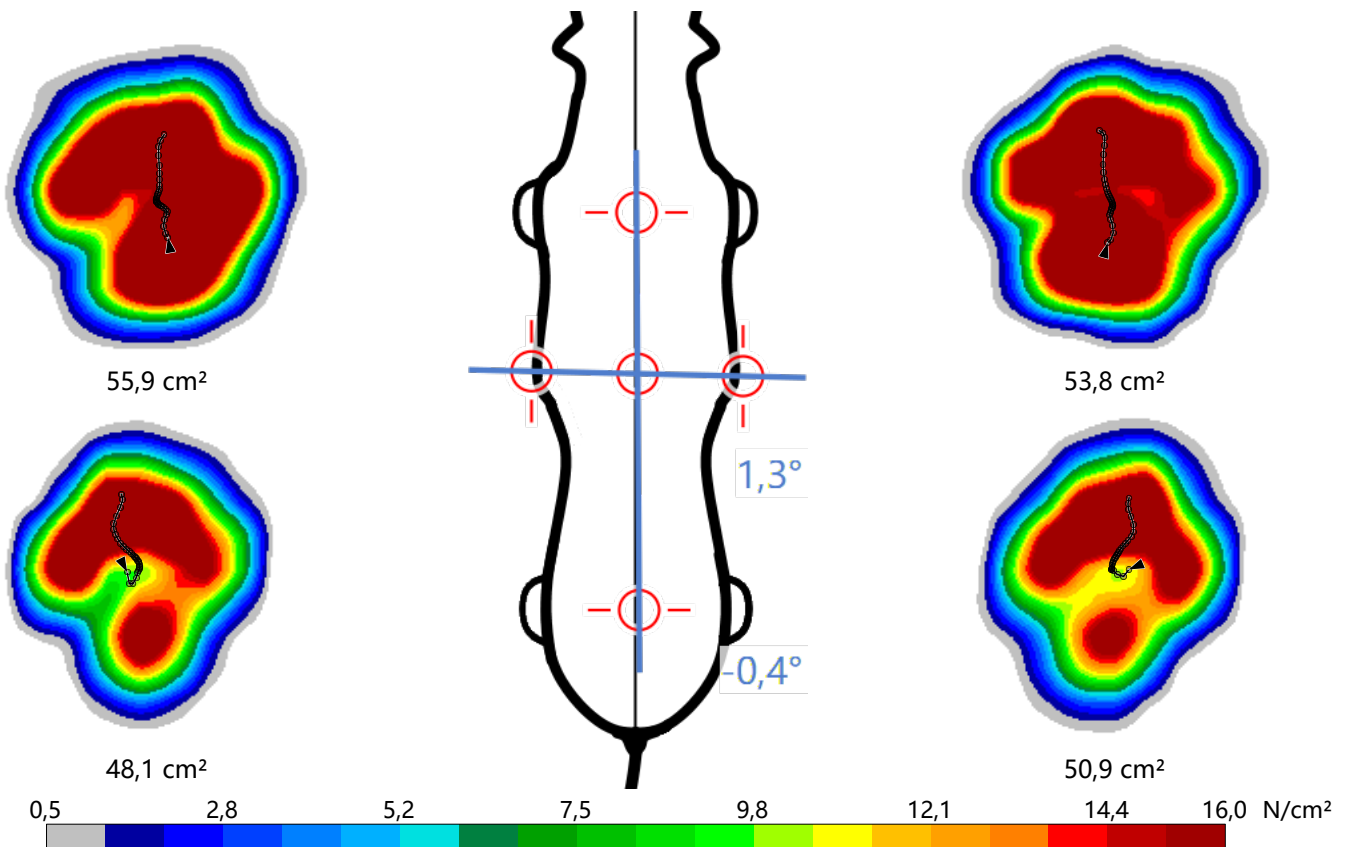 55,9 cm²
53,8 cm²
1,3°
-0,4°
48,1 cm²
50,9 cm²
0,5 2,8 5,2 7,5 9,8 12,1 14,4 16,0 N/cm²